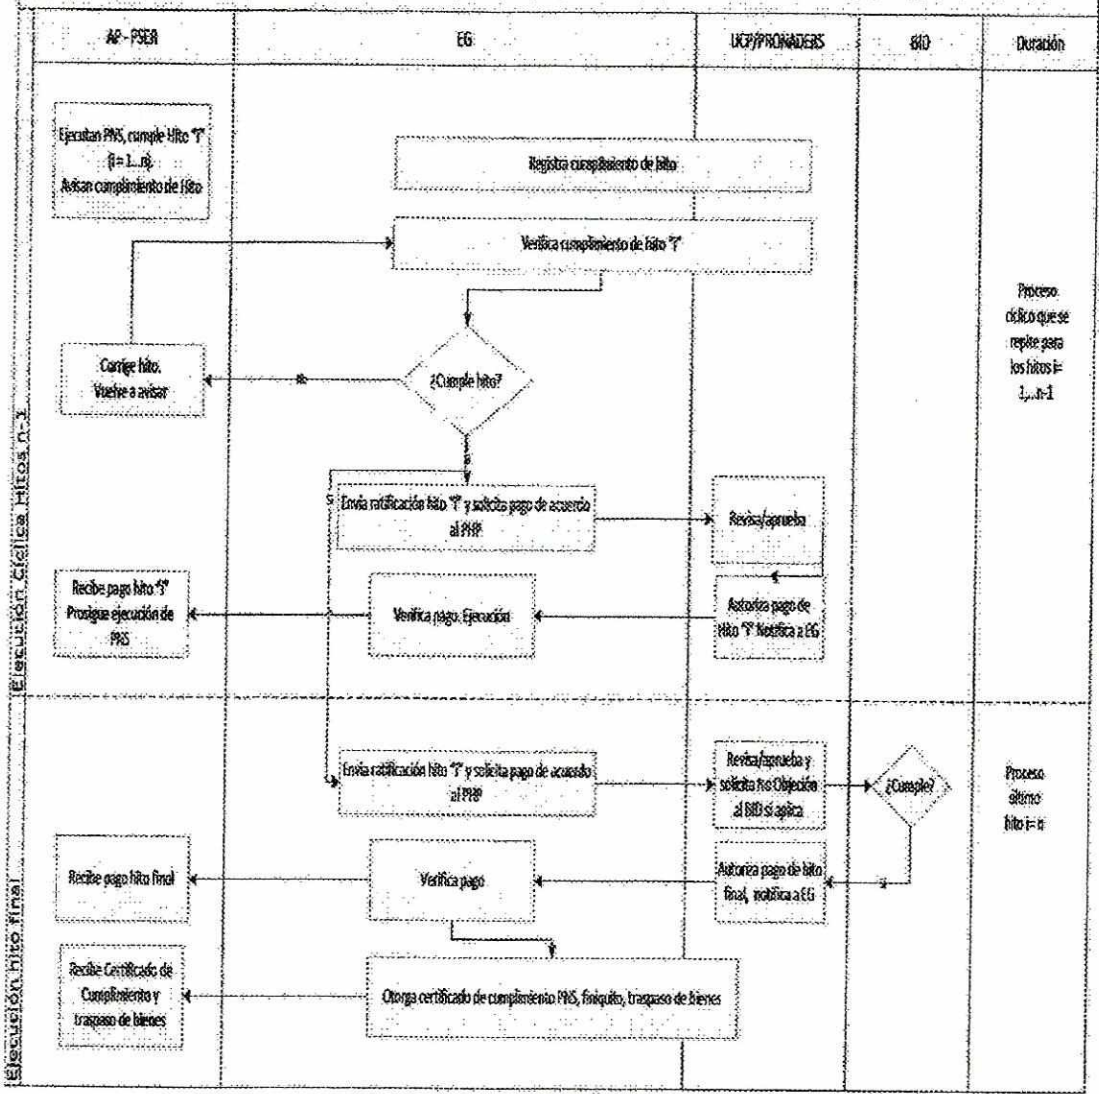 AP - PSER
EG
UCP/PRONADERS
BID
Duración
Ejecución Cíclica Hitos n-1
Ejecutan PNS, cumple Hito "i"
(i = 1...n).
Avisan cumplimiento de Hito
Registra cumplimiento de hito
Verifica cumplimiento de hito "i"
¿Cumple hito?
Corrige hito.
Vuelve a avisar
Proceso
cíclico que se
repite para
los hitos i=
1,...n-1
Envía ratificación hito "i" y solicita pago de acuerdo
al PHP
Revisa/aprueba
Autoriza pago de
Hito "i" Notifica a EG
Verifica pago. Ejecución
Recibe pago hito "i"
Prosigue ejecución de
PNS
Ejecución hito final
Envía ratificación hito "i" y solicita pago de acuerdo
al PHP
Revisa/aprueba y
solicita No Objeción
al BID si aplica
¿Cumple?
Proceso
último
hito i= n
Autoriza pago de hito
final, notifica a EG
Verifica pago
Recibe pago hito final
Otorga certificado de cumplimiento PNS, finiquito, traspaso de bienes
Recibe Certificado de
Cumplimiento y
traspaso de bienes